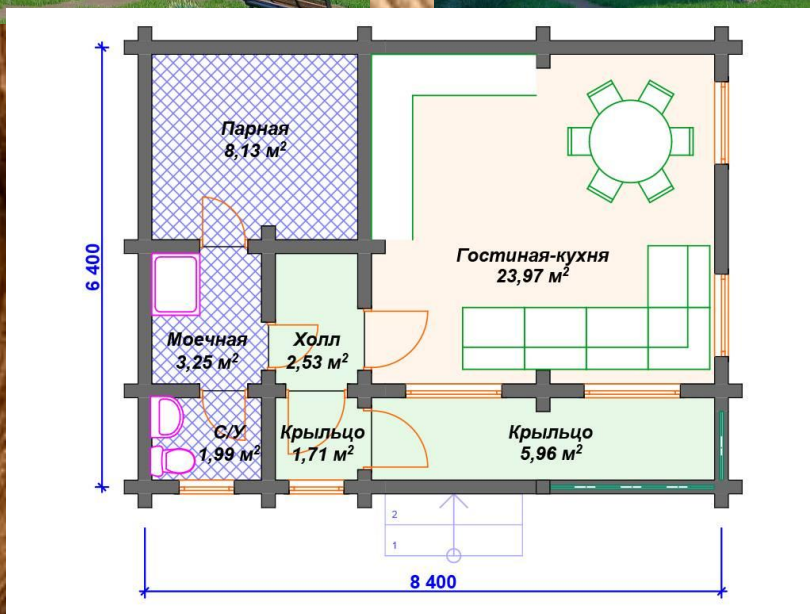 Парная
8,13 м²
Гостиная-кухня
23,97 м²
6 400
Моечная
3,25 м²
Холл
2,53 м²
С/У
1,99 м²
Крыльцо
1,71 м²
Крыльцо
5,96 м²
2
1
8 400